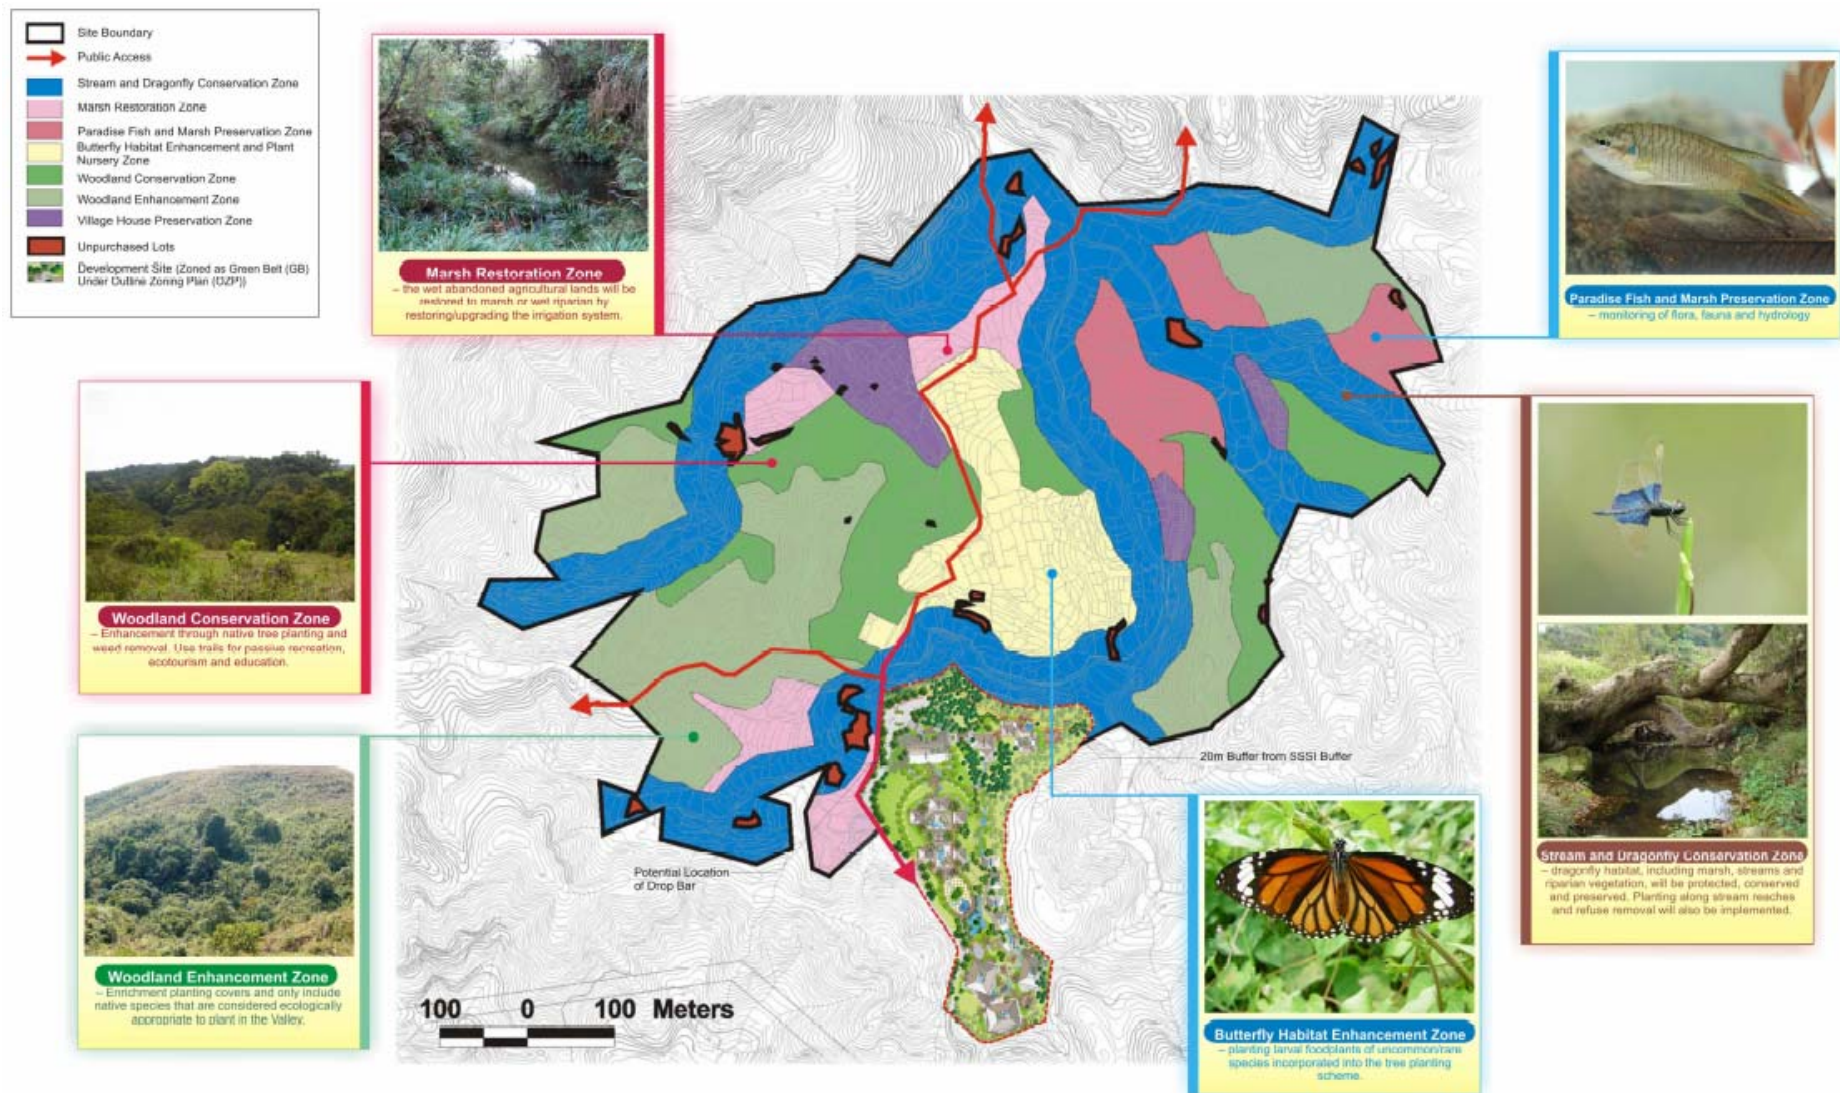 Site Boundary
Public Access
Stream and Dragonfly Conservation Zone
Marsh Restoration Zone
Paradise Fish and Marsh Preservation Zone
Butterfly Habitat Enhancement and Plant
Nursery Zone
Woodland Conservation Zone
Woodland Enhancement Zone
Village House Preservation Zone
Unpurchased Lots
Development Site (Zoned as Green Belt (GB)
Under Outline Zoning Plan (OZP))
Marsh Restoration Zone
– the wet abandoned agricultural lands will be
restored to marsh or wet riparian by
restoring/upgrading the irrigation system.
Paradise Fish and Marsh Preservation Zone
– monitoring of flora, fauna and hydrology
Woodland Conservation Zone
– Enhancement through native tree planting and
weed removal. Use trails for passive recreation,
ecotourism and education.
Stream and Dragonfly Conservation Zone
– dragonfly habitat, including marsh, streams and
riparian vegetation, will be protected, conserved
and preserved. Planting along stream reaches
and refuse removal will also be implemented.
Woodland Enhancement Zone
– Enrichment planting covers and only include
native species that are considered ecologically
appropriate to plant in the Valley.
20m Buffer from SSSI Buffer
Potential Location
of Drop Bar
100 0 100 Meters
Butterfly Habitat Enhancement Zone
– planting larval foodplants of uncommon/rare
species incorporated into the tree planting
scheme.